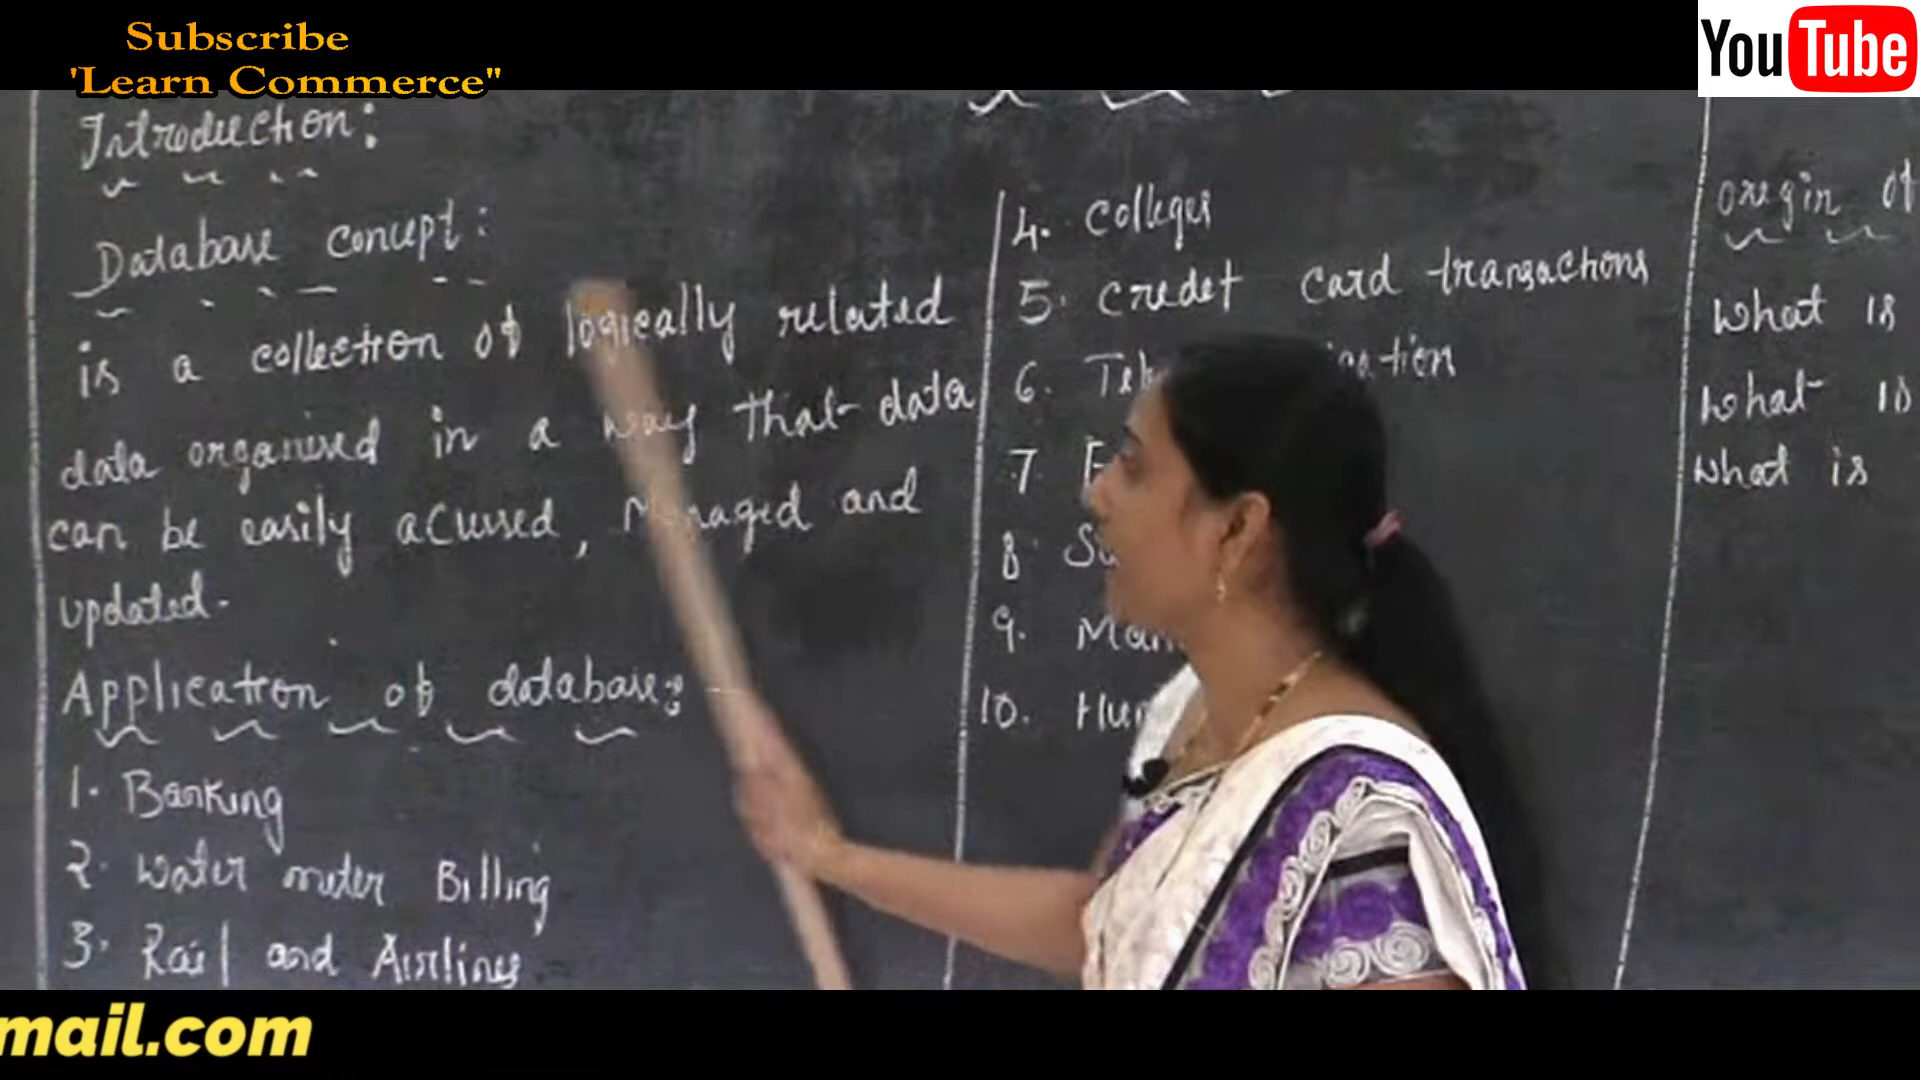 Subscribe
'Learn Commerce"
YouTube
Introduction:
Database concept:
is a collection of logically related
data organised in a way that data
can be easily accessed, Managed and
updated.
Application of database:
1. Banking
2. Water meter Billing
3. Rail and Airlines
4. Colleges
5. Credet card transactions
6.
7.
8.
9.
10.
origin of
What is
What is
What is
mail.com